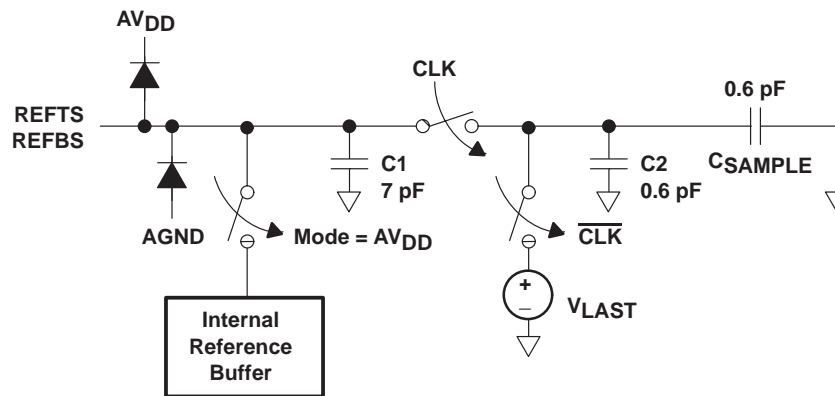 AVDD
REFTS
REFBS
AGND
Mode = AVDD
Internal
Reference
Buffer
C1
7 pF
CLK
CLK
+
–
VLAST
C2
0.6 pF
0.6 pF
CSAMPLE